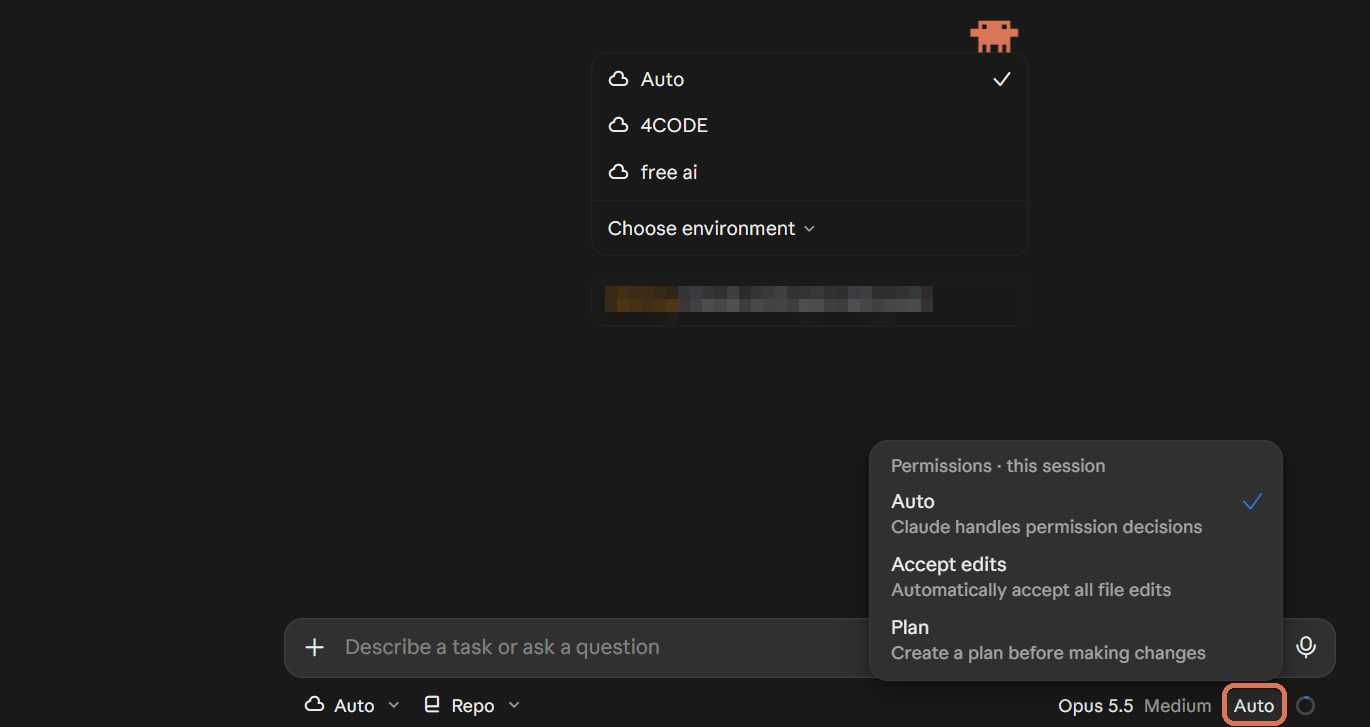 Auto
4CODE
free ai
Choose environment
Permissions · this session
Auto
Claude handles permission decisions
Accept edits
Automatically accept all file edits
Plan
Create a plan before making changes
Describe a task or ask a question
Auto Repo Opus 5.5 Medium Auto